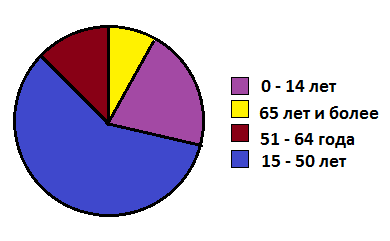 0 - 14 лет
65 лет и более
51 - 64 года
15 - 50 лет